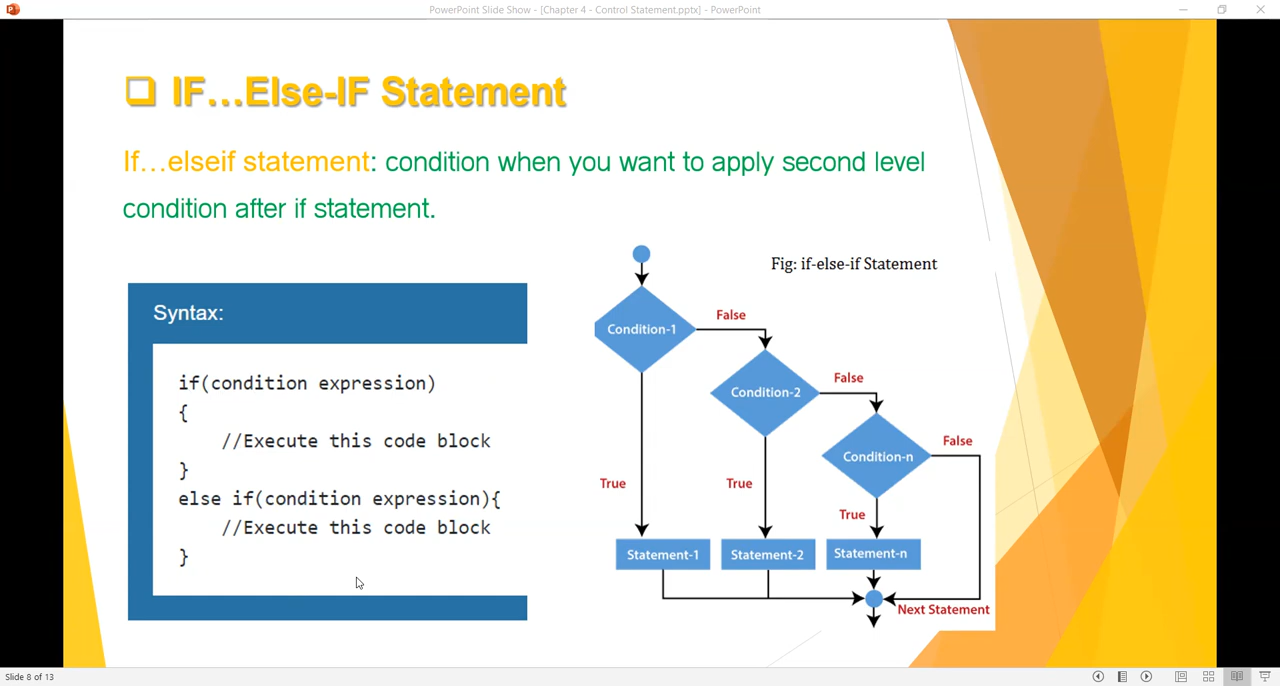 PowerPoint Slide Show - [Chapter 4 - Control Statement.pptx] - PowerPoint
IF…Else-IF Statement
If…elseif statement: condition when you want to apply second level
condition after if statement.
Syntax:
if(condition expression)
{
//Execute this code block
}
else if(condition expression){
//Execute this code block
}
Fig: if-else-if Statement
Condition-1
False
Condition-2
False
Condition-n
False
True
True
True
Statement-1
Statement-2
Statement-n
Next Statement
Slide 8 of 13